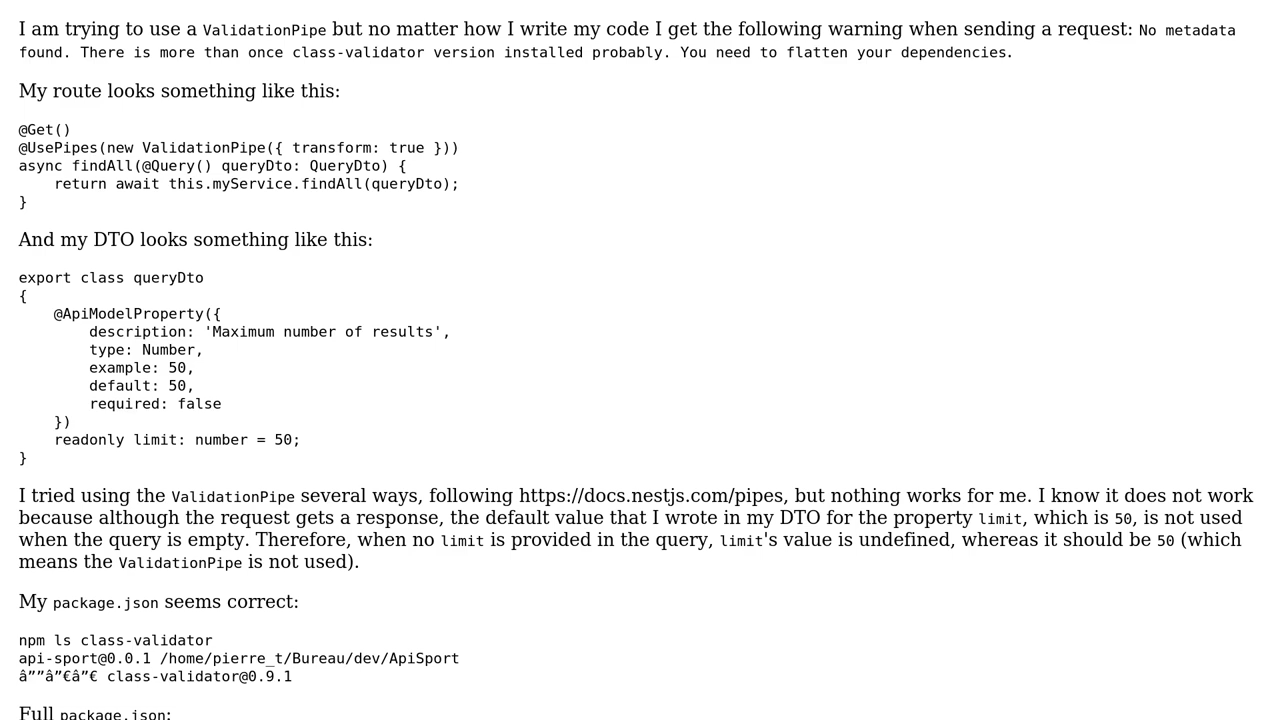 I am trying to use a ValidationPipe but no matter how I write my code I get the following warning when sending a request: No metadata
found. There is more than once class-validator version installed probably. You need to flatten your dependencies.
My route looks something like this:
@Get()
@UsePipes(new ValidationPipe({ transform: true }))
async findAll(@Query() queryDto: QueryDto) {
    return await this.myService.findAll(queryDto);
}
And my DTO looks something like this:
export class queryDto
{
    @ApiModelProperty({
        description: 'Maximum number of results',
        type: Number,
        example: 50,
        default: 50,
        required: false
    })
    readonly limit: number = 50;
}
I tried using the ValidationPipe several ways, following https://docs.nestjs.com/pipes, but nothing works for me. I know it does not work
because although the request gets a response, the default value that I wrote in my DTO for the property limit, which is 50, is not used
when the query is empty. Therefore, when no limit is provided in the query, limit's value is undefined, whereas it should be 50 (which
means the ValidationPipe is not used).
My package.json seems correct:
npm ls class-validator
api-sport@0.0.1 /home/pierre_t/Bureau/dev/ApiSport
â””â”€â”€ class-validator@0.9.1
Full package.json: